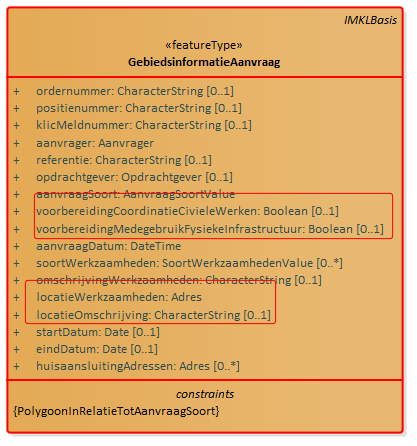 IMKLBasis
«featureType»
GebiedsinformatieAanvraag
+ ordernummer: CharacterString [0..1]
+ positienummer: CharacterString [0..1]
+ klicMeldnummer: CharacterString [0..1]
+ aanvrager: Aanvrager
+ referentie: CharacterString [0..1]
+ opdrachtgever: Opdrachtgever [0..1]
+ aanvraagSoort: AanvraagSoortValue
+ voorbereidingCoordinatieCivieleWerken: Boolean [0..1]
+ voorbereidingMedegebruikFysiekeInfrastructuur: Boolean [0..1]
+ aanvraagDatum: DateTime
+ soortWerkzaamheden: SoortWerkzaamhedenValue [0..*]
+ omschrijvingWerkzaamheden: CharacterString [0..1]
+ locatieWerkzaamheden: Adres
+ locatieOmschrijving: CharacterString [0..1]
+ startDatum: Date [0..1]
+ eindDatum: Date [0..1]
+ huisaansluitingAdressen: Adres [0..*]
constraints
{PolygoonInRelatieTotAanvraagSoort}